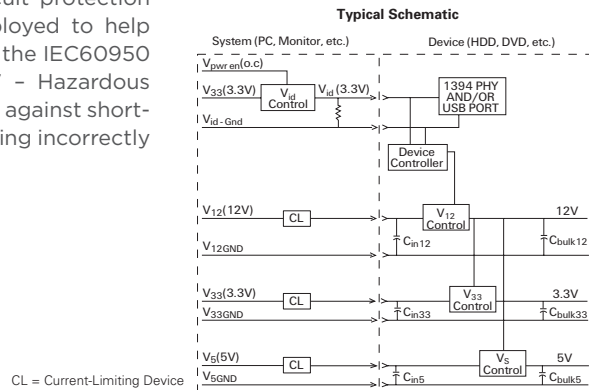 cuit protection
ployed to help
the IEC60950
– Hazardous
against short-
ing incorrectly
Typical Schematic
System (PC, Monitor, etc.)
Device (HDD, DVD, etc.)
Vpwr en(o.c)
V33(3.3V)
Vid
Control
Vid (3.3V)
Vid - Gnd
1394 PHY
AND/OR
USB PORT
Device
Controller
V12(12V)
CL
V12
Control
12V
Cin12
Cbulk12
V12GND
V33(3.3V)
CL
V33
Control
3.3V
Cin33
Cbulk33
V33GND
V5(5V)
CL
VS
Control
5V
Cin5
Cbulk5
V5GND
CL = Current-Limiting Device